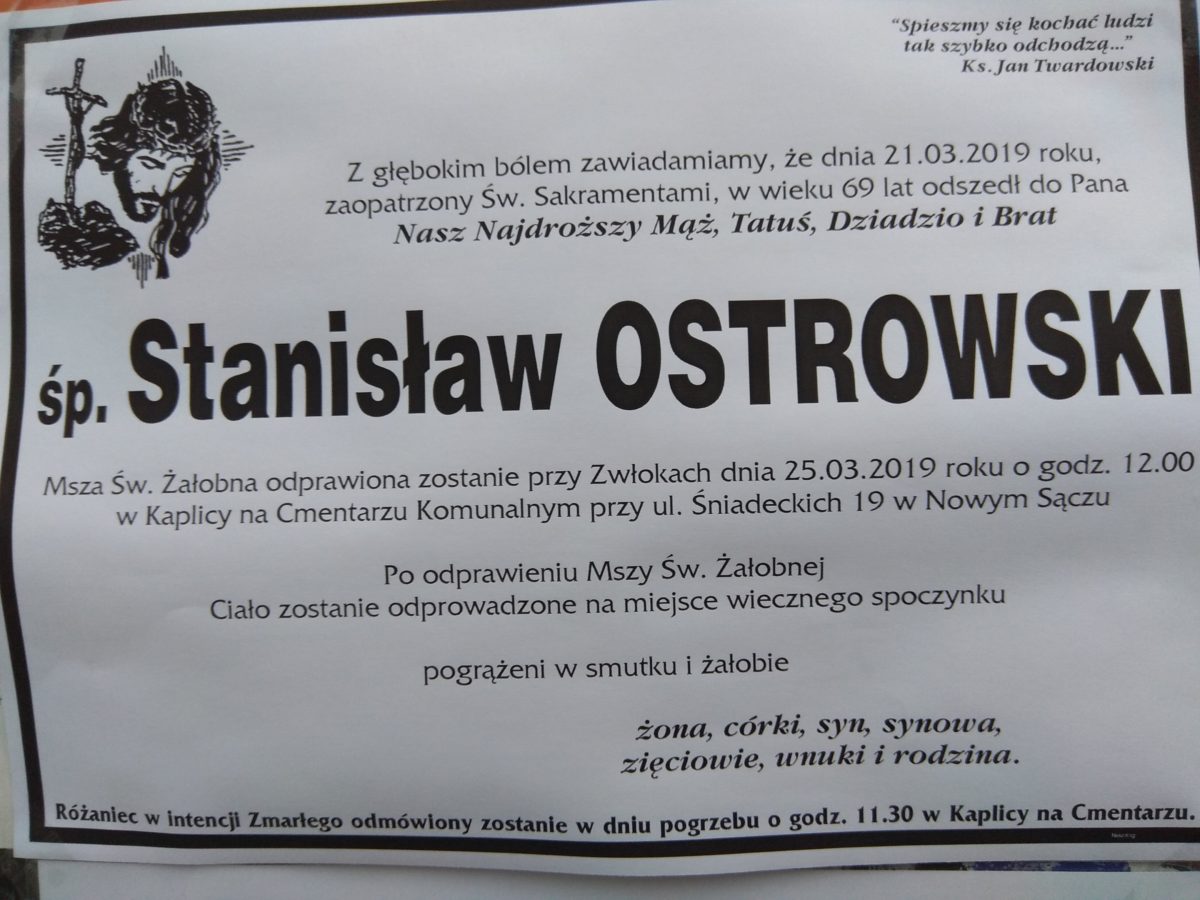 “Spieszmy się kochać ludzi
tak szybko odchodzą...”
Ks. Jan Twardowski
Z głębokim bólem zawiadamiamy, że dnia 21.03.2019 roku,
zaopatrzony Św. Sakramentami, w wieku 69 lat odszedł do Pana
Nasz Najdroższy Mąż, Tatuś, Dziadzio i Brat
śp. Stanisław OSTROWSKI
Msza Św. Żałobna odprawiona zostanie przy Zwłokach dnia 25.03.2019 roku o godz. 12.00
w Kaplicy na Cmentarzu Komunalnym przy ul. Śniadeckich 19 w Nowym Sączu
Po odprawieniu Mszy Św. Żałobnej
Ciało zostanie odprowadzone na miejsce wiecznego spoczynku
pogrążeni w smutku i żałobie
żona, córki, syn, synowa,
zięciowie, wnuki i rodzina.
Różaniec w intencji Zmarłego odmówiony zostanie w dniu pogrzebu o godz. 11.30 w Kaplicy na Cmentarzu.